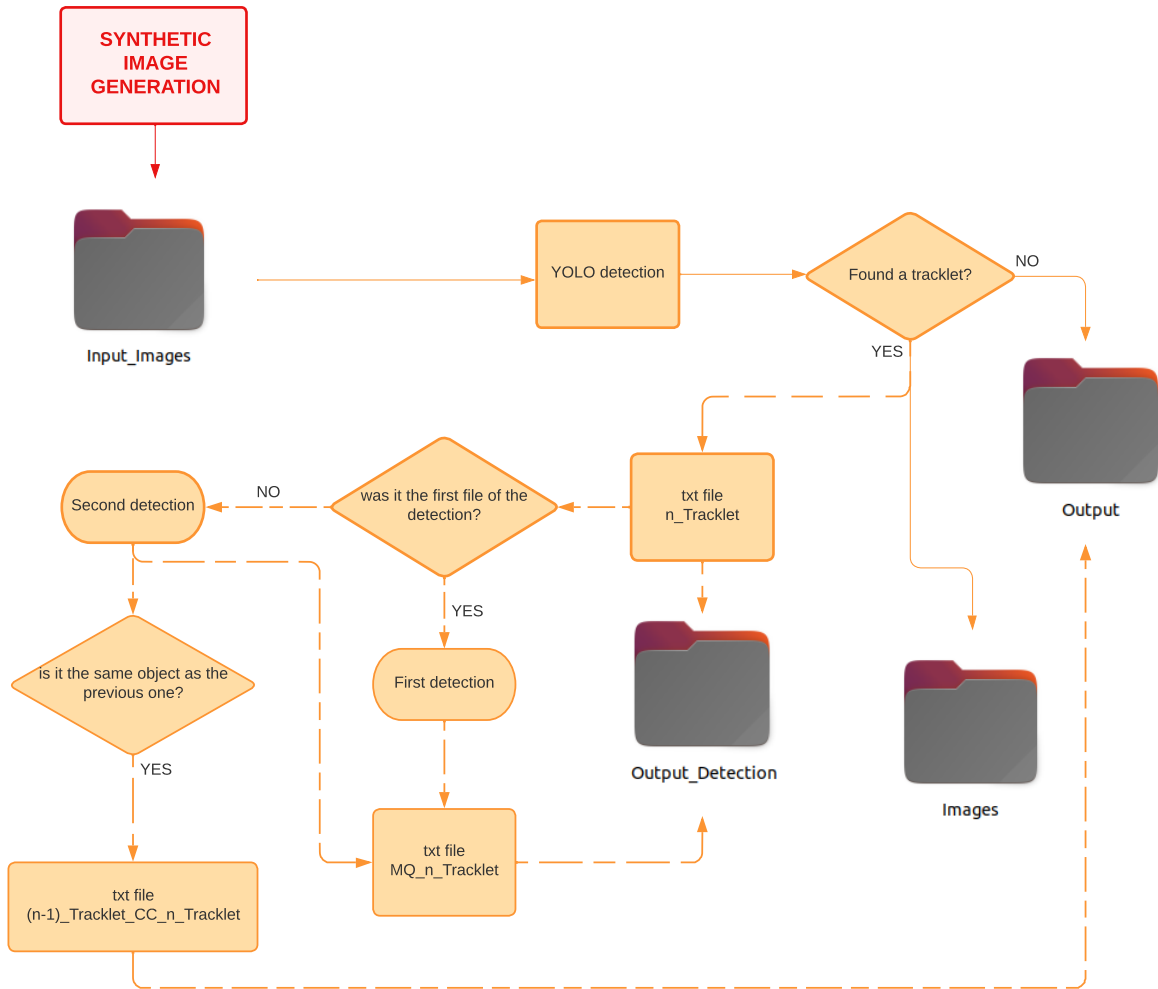 SYNTHETIC
IMAGE
GENERATION
Input_Images
YOLO detection
Found a tracklet?
NO
YES
Output
txt file
n_Tracklet
was it the first file of the
detection?
NO
Second detection
YES
First detection
is it the same object as the
previous one?
YES
Output_Detection
Images
txt file
MQ_n_Tracklet
txt file
(n-1)_Tracklet_CC_n_Tracklet